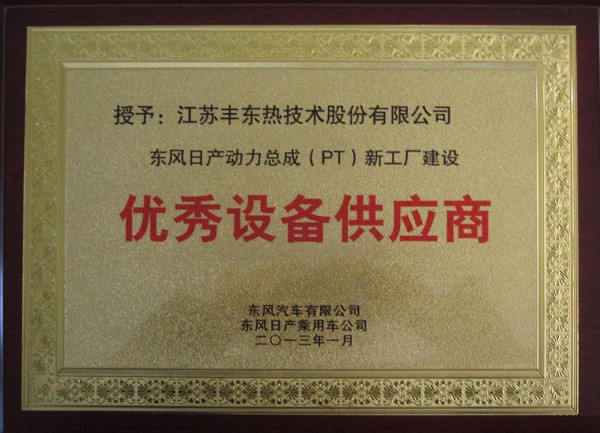 授予：江苏丰东热技术股份有限公司
东风日产动力总成（PT）新工厂建设
优秀设备供应商
东风汽车有限公司
东风日产乘用车公司
二〇一三年一月